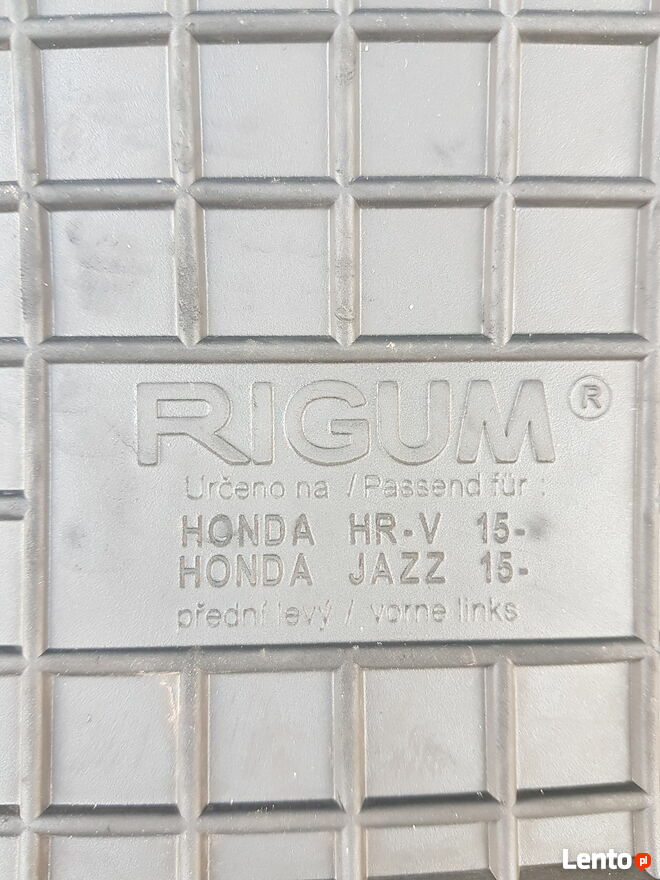 RIGUM®
Určeno na / Passend für :
HONDA HR-V 15-
HONDA JAZZ 15-
přední levý / vorne links
Lento.pl